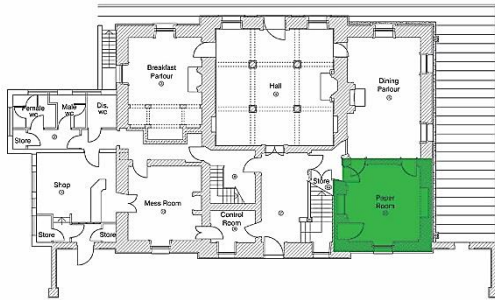 Breakfast
Parlour
Hall
Dining
Parlour
Female
wc
Male
wc
Dis.
wc
Store
Shop
Mess Room
Store
Paper
Room
Control
Room
Store
Store